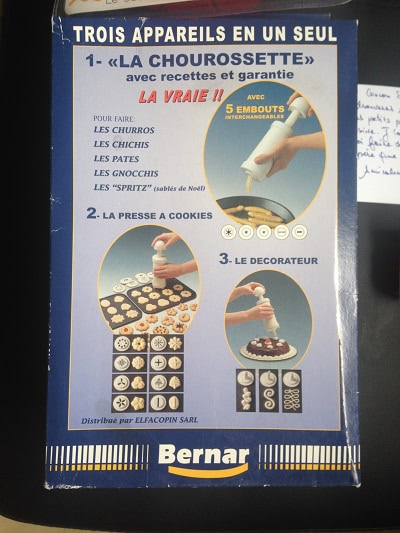 TROIS APPAREILS EN UN SEUL
1- «LA CHOUROSSETTE»
avec recettes et garantie
LA VRAIE !!
AVEC
5 EMBOUTS
INTERCHANGEABLES
POUR FAIRE:
LES CHURROS
LES CHICHIS
LES PATES
LES GNOCCHIS
LES “SPRITZ” (sablés de Noël)
2- LA PRESSE A COOKIES
3- LE DECORATEUR
Distribué par ELFACOPIN SARL
Bernar